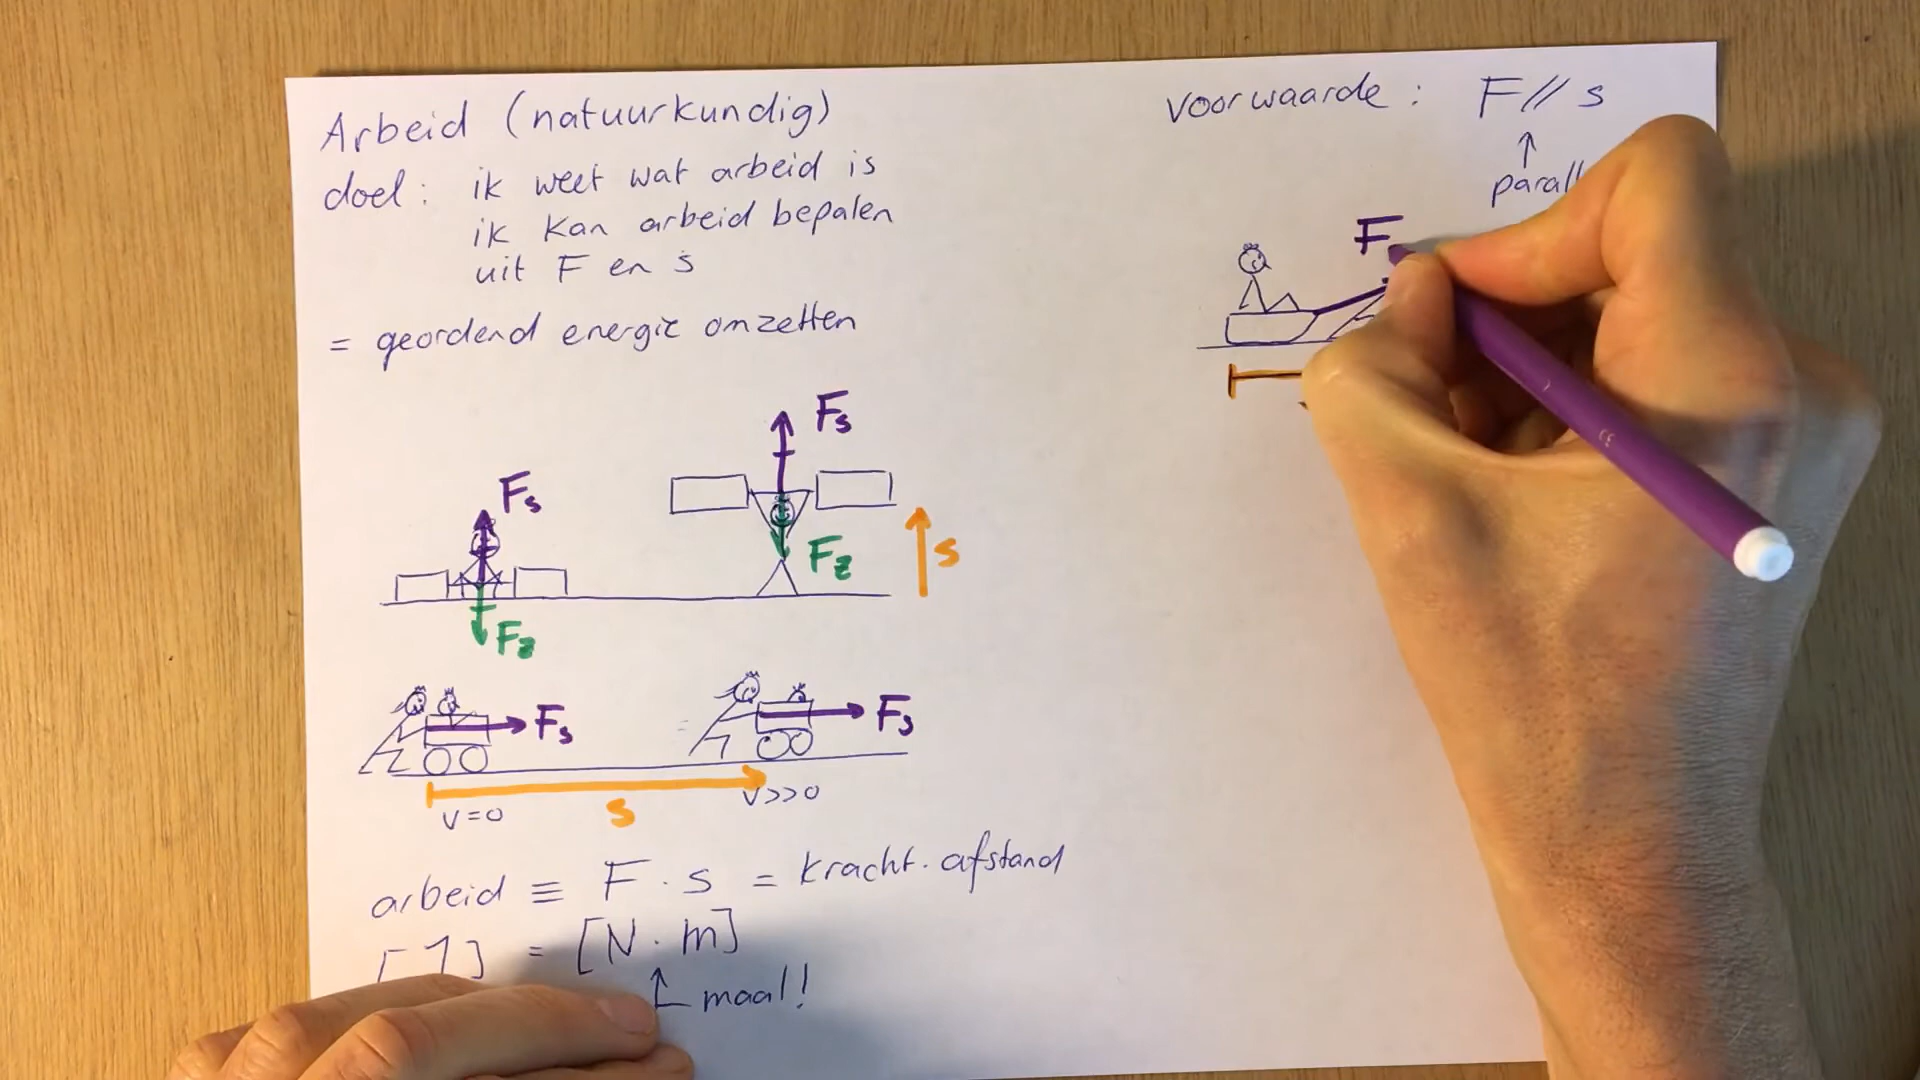 Arbeid (natuurkundig)
doel: ik weet wat arbeid is
ik kan arbeid bepalen
uit F en s
= geordend energie omzetten
Fs
Fs
Fz
Fz
s
Fs
Fs
s
v=0
v>>0
arbeid ≡ F · s = kracht · afstand
[J] = [N · m]
↑ maal!
voorwaarde: F // s
↑
F
CE